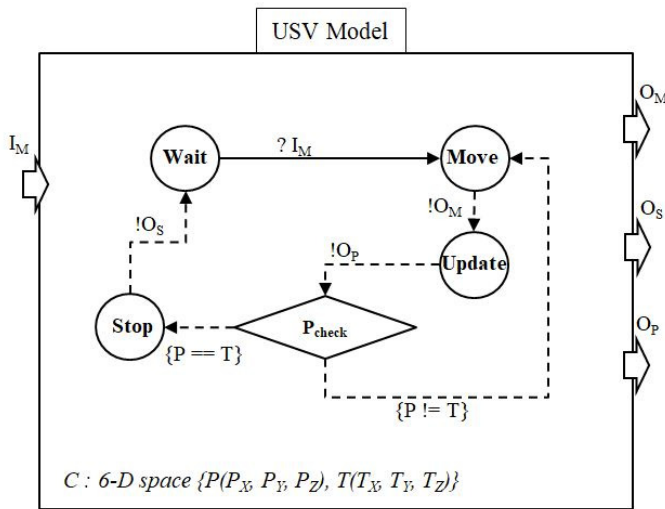 USV Model
O_M
I_M
Wait
? I_M
Move
!O_M
!O_S
O_S
!O_P
Update
Stop
P_check
O_P
{P == T}
{P != T}
C : 6-D space {P(P_X, P_Y, P_Z), T(T_X, T_Y, T_Z)}